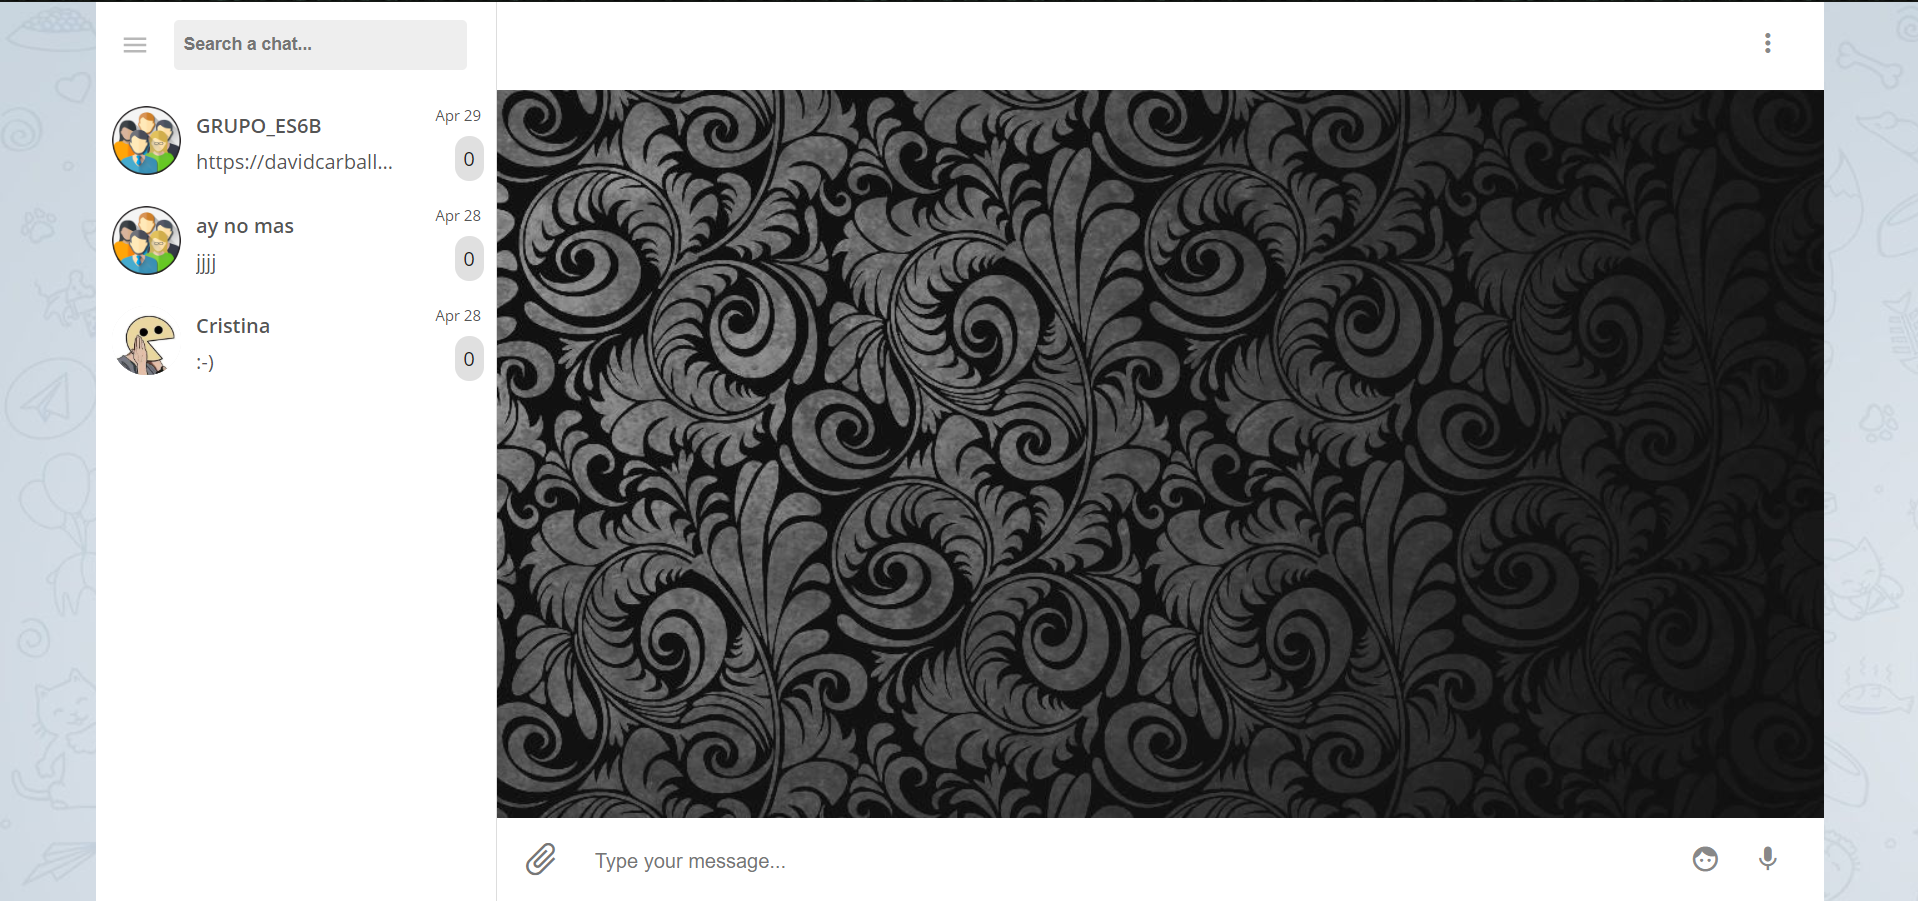 Search a chat...
GRUPO_ES6B
Apr 29
https://davidcarball...
0
ay no mas
Apr 28
jjjj
0
Cristina
Apr 28
:-)
0
Type your message...